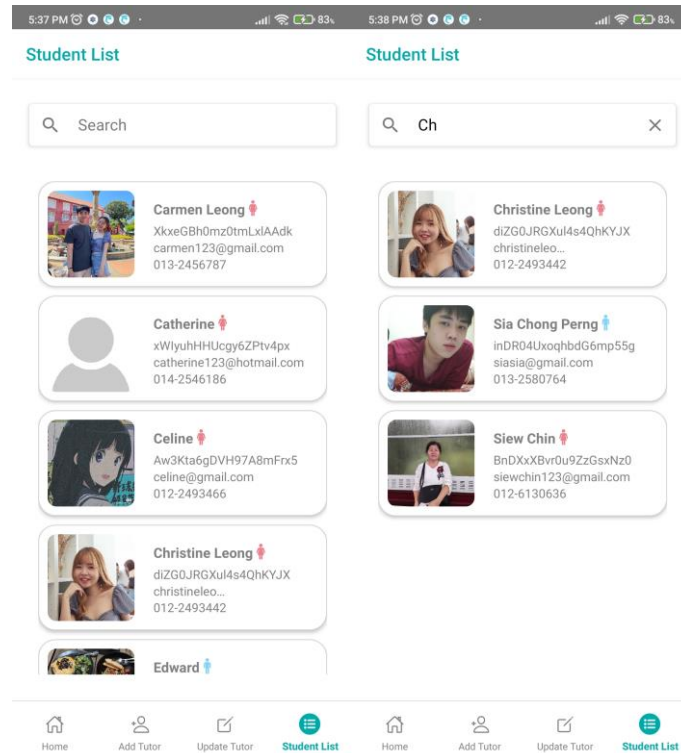 5:37 PM
83%
Student List
Search
Carmen Leong
XkxeGBh0mz0tmLxlAAdk
carmen123@gmail.com
013-2456787
Catherine
xWIyuhHHUcgy6ZPtv4px
catherine123@hotmail.com
014-2546186
Celine
Aw3Kta6gDVH97A8mFrx5
celine@gmail.com
012-2493466
Christine Leong
diZG0JRGXul4s4QhKYJX
christineleo...
012-2493442
Edward
Home
Add Tutor
Update Tutor
Student List
5:38 PM
83%
Student List
Ch
Christine Leong
diZG0JRGXul4s4QhKYJX
christineleo...
012-2493442
Sia Chong Perng
inDR04UxoqhbdG6mp55g
siasia@gmail.com
013-2580764
Siew Chin
BnDXxXBvr0u9ZzGsxNz0
siewchin123@gmail.com
012-6130636
Home
Add Tutor
Update Tutor
Student List